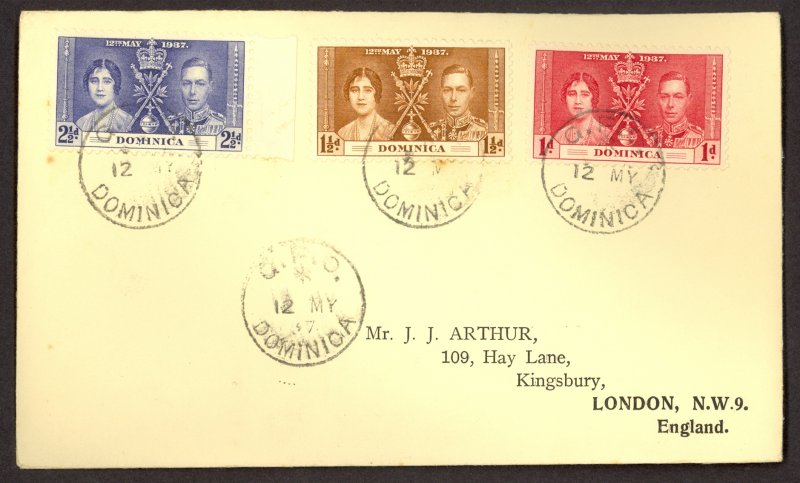 12TH MAY 1937.
2½d. 2½d.
DOMINICA
12TH MAY 1937.
1½d. 1½d.
DOMINICA
12TH MAY 1937.
1d. 1d.
DOMINICA
12 MY
DOMINICA
12 M
DOMINICA
G.P.O.
12 MY
DOMINICA
G.P.O.
*
12 MY
37
DOMINICA
Mr. J. J. ARTHUR,
109, Hay Lane,
Kingsbury,
LONDON, N.W.9.
England.